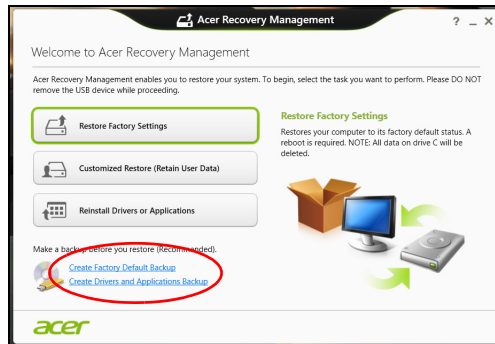 Acer Recovery Management
? _ X
Welcome to Acer Recovery Management
Acer Recovery Management enables you to restore your system. To begin, select the task you want to perform. Please DO NOT
remove the USB device while proceeding.
Restore Factory Settings
Customized Restore (Retain User Data)
Reinstall Drivers or Applications
Restore Factory Settings
Restores your computer to its factory default status. A
reboot is required. NOTE: All data on drive C will be
deleted.
Make a backup before you restore (Recommended).
Create Factory Default Backup
Create Drivers and Applications Backup
acer